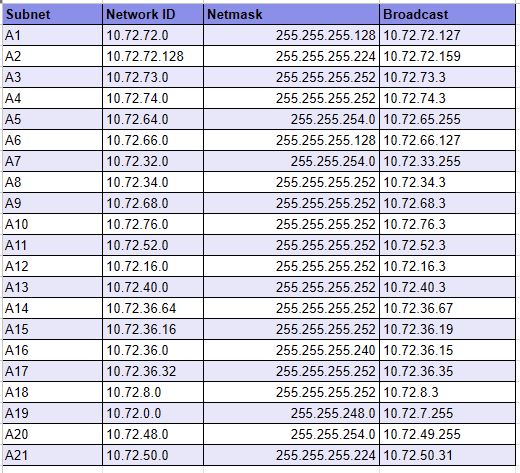 Subnet Network ID Netmask Broadcast
A1 10.72.72.0 255.255.255.128 10.72.72.127
A2 10.72.72.128 255.255.255.224 10.72.72.159
A3 10.72.73.0 255.255.255.252 10.72.73.3
A4 10.72.74.0 255.255.255.252 10.72.74.3
A5 10.72.64.0 255.255.254.0 10.72.65.255
A6 10.72.66.0 255.255.255.128 10.72.66.127
A7 10.72.32.0 255.255.254.0 10.72.33.255
A8 10.72.34.0 255.255.255.252 10.72.34.3
A9 10.72.68.0 255.255.255.252 10.72.68.3
A10 10.72.76.0 255.255.255.252 10.72.76.3
A11 10.72.52.0 255.255.255.252 10.72.52.3
A12 10.72.16.0 255.255.255.252 10.72.16.3
A13 10.72.40.0 255.255.255.252 10.72.40.3
A14 10.72.36.64 255.255.255.252 10.72.36.67
A15 10.72.36.16 255.255.255.252 10.72.36.19
A16 10.72.36.0 255.255.255.240 10.72.36.15
A17 10.72.36.32 255.255.255.252 10.72.36.35
A18 10.72.8.0 255.255.255.252 10.72.8.3
A19 10.72.0.0 255.255.248.0 10.72.7.255
A20 10.72.48.0 255.255.254.0 10.72.49.255
A21 10.72.50.0 255.255.255.224 10.72.50.31